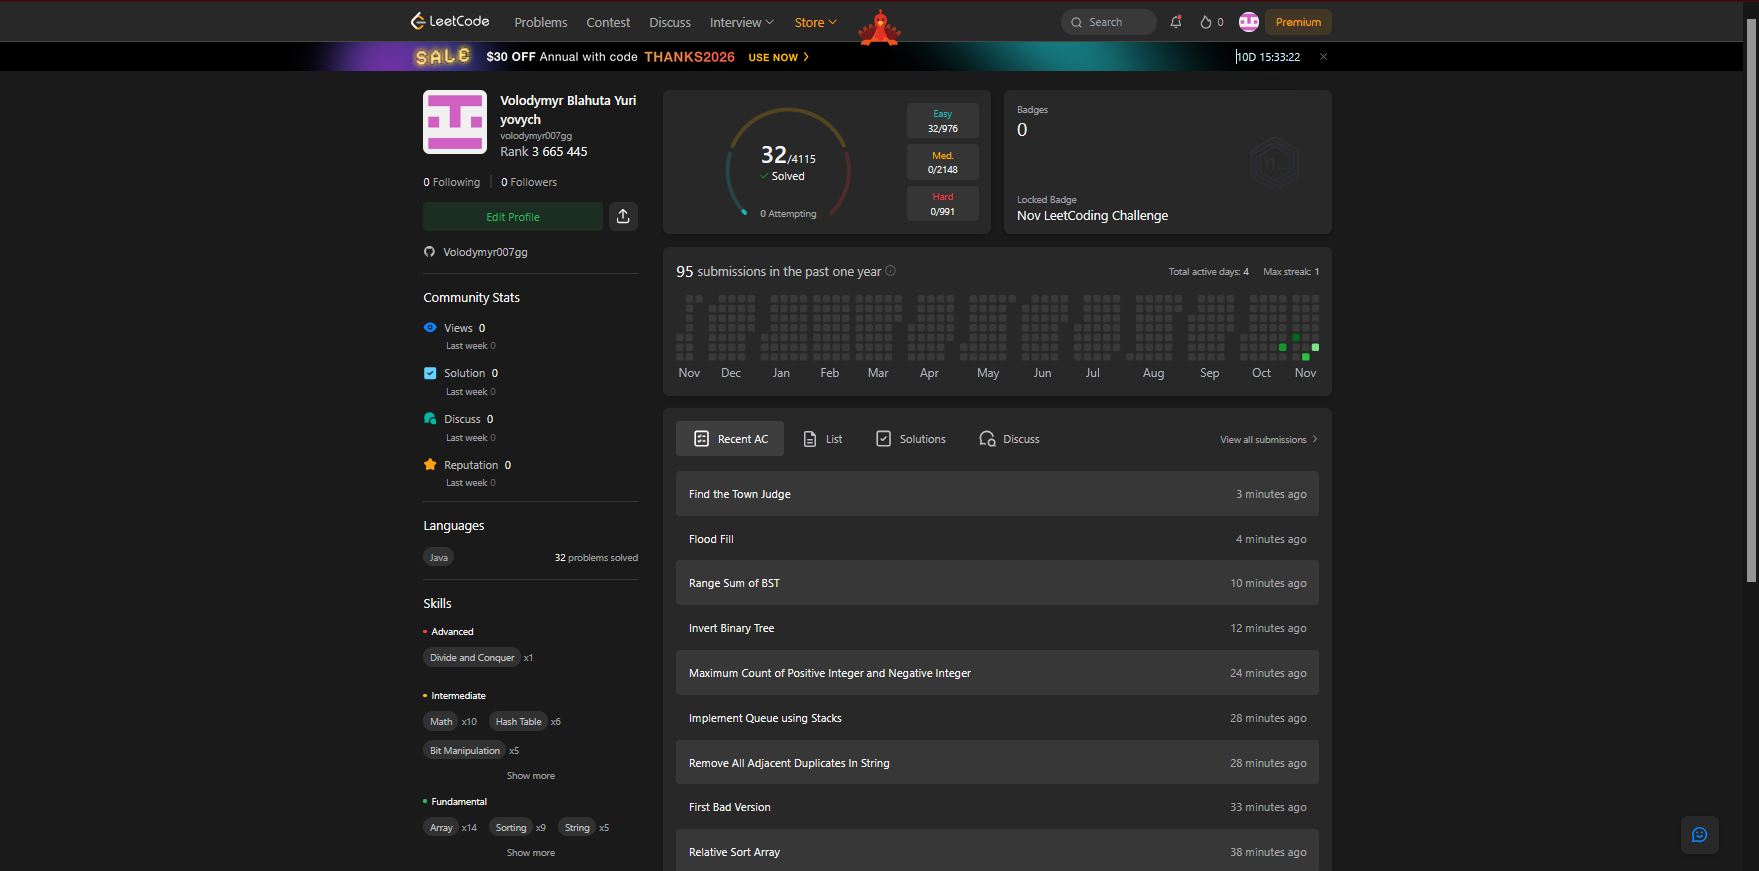 LeetCode Problems Contest Discuss Interview Store Search 0 Premium
SALE $30 OFF Annual with code THANKS2026 USE NOW 10D 15:33:22
Volodymyr Blahuta Yuri
yovych
volodymyr007gg
Rank 3 665 445
0 Following 0 Followers
Edit Profile
Volodymyr007gg
Community Stats
Views 0
Last week 0
Solution 0
Last week 0
Discuss 0
Last week 0
Reputation 0
Last week 0
Languages
Java 32 problems solved
Skills
Advanced
Divide and Conquer x1
Intermediate
Math x10 Hash Table x6
Bit Manipulation x5
Show more
Fundamental
Array x14 Sorting x9 String x5
Show more
32/4115
Solved
0 Attempting
Easy
32/976
Med.
0/2148
Hard
0/991
Badges
0
11
Locked Badge
Nov LeetCoding Challenge
95 submissions in the past one year Total active days: 4 Max streak: 1
Nov Dec Jan Feb Mar Apr May Jun Jul Aug Sep Oct Nov
Recent AC List Solutions Discuss View all submissions
Find the Town Judge 3 minutes ago
Flood Fill 4 minutes ago
Range Sum of BST 10 minutes ago
Invert Binary Tree 12 minutes ago
Maximum Count of Positive Integer and Negative Integer 24 minutes ago
Implement Queue using Stacks 28 minutes ago
Remove All Adjacent Duplicates In String 28 minutes ago
First Bad Version 33 minutes ago
Relative Sort Array 38 minutes ago